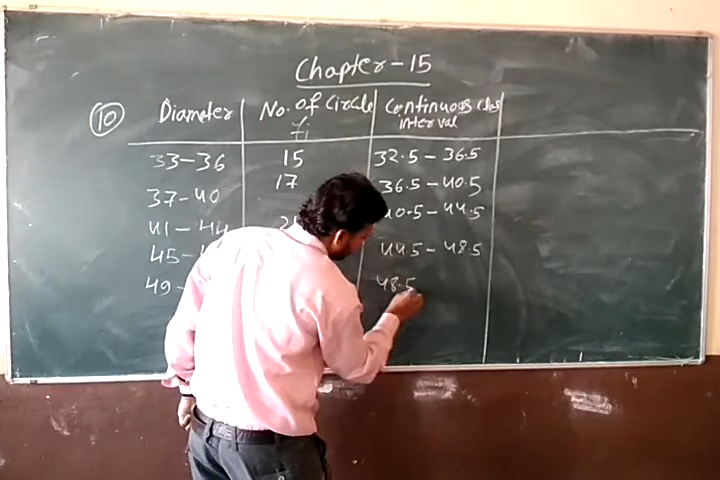 Chapter-15
10 Diameter No. of Circle Continuous class
fi interval
33-36 15 32.5 - 36.5
37-40 17 36.5 - 40.5
41-44 40.5 - 44.5
45- 44.5 - 48.5
49- 48.5